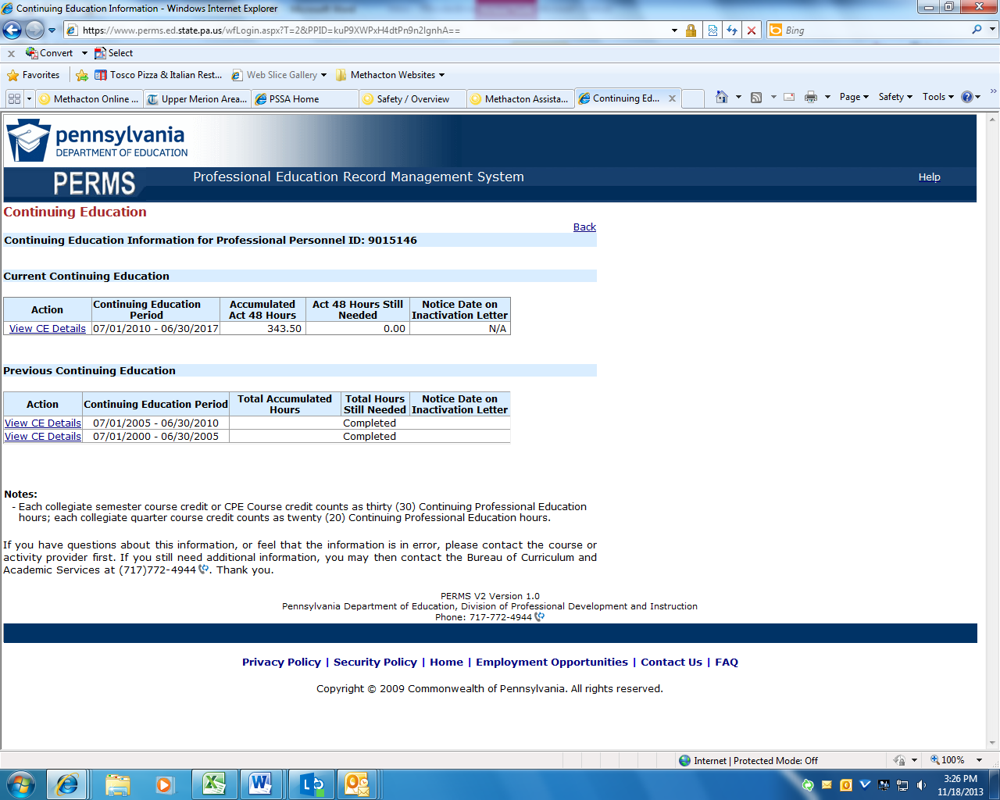 Continuing Education Information - Windows Internet Explorer
https://www.perms.ed.state.pa.us/wfLogin.aspx?T=2&PPID=kuP9XWPxH4dtPn9n2IgnhA==
Bing
x Convert Select
Favorites Tosco Pizza & Italian Rest... Web Slice Gallery Methacton Websites
Methacton Online ... Upper Merion Area... PSSA Home Safety / Overview Methacton Assista... Continuing Ed... Page Safety Tools
pennsylvania
DEPARTMENT OF EDUCATION
PERMS Professional Education Record Management System Help
Continuing Education
Back
Continuing Education Information for Professional Personnel ID: 9015146
Current Continuing Education
Action Continuing Education Period Accumulated Act 48 Hours Act 48 Hours Still Needed Notice Date on Inactivation Letter
View CE Details 07/01/2010 - 06/30/2017 343.50 0.00 N/A
Previous Continuing Education
Action Continuing Education Period Total Accumulated Hours Total Hours Still Needed Notice Date on Inactivation Letter
View CE Details 07/01/2005 - 06/30/2010 Completed
View CE Details 07/01/2000 - 06/30/2005 Completed
Notes:
- Each collegiate semester course credit or CPE Course credit counts as thirty (30) Continuing Professional Education
hours; each collegiate quarter course credit counts as twenty (20) Continuing Professional Education hours.
If you have questions about this information, or feel that the information is in error, please contact the course or
activity provider first. If you still need additional information, you may then contact the Bureau of Curriculum and
Academic Services at (717)772-4944. Thank you.
PERMS V2 Version 1.0
Pennsylvania Department of Education, Division of Professional Development and Instruction
Phone: 717-772-4944
Privacy Policy | Security Policy | Home | Employment Opportunities | Contact Us | FAQ
Copyright © 2009 Commonwealth of Pennsylvania. All rights reserved.
Internet | Protected Mode: Off 100%
3:26 PM
11/18/2013